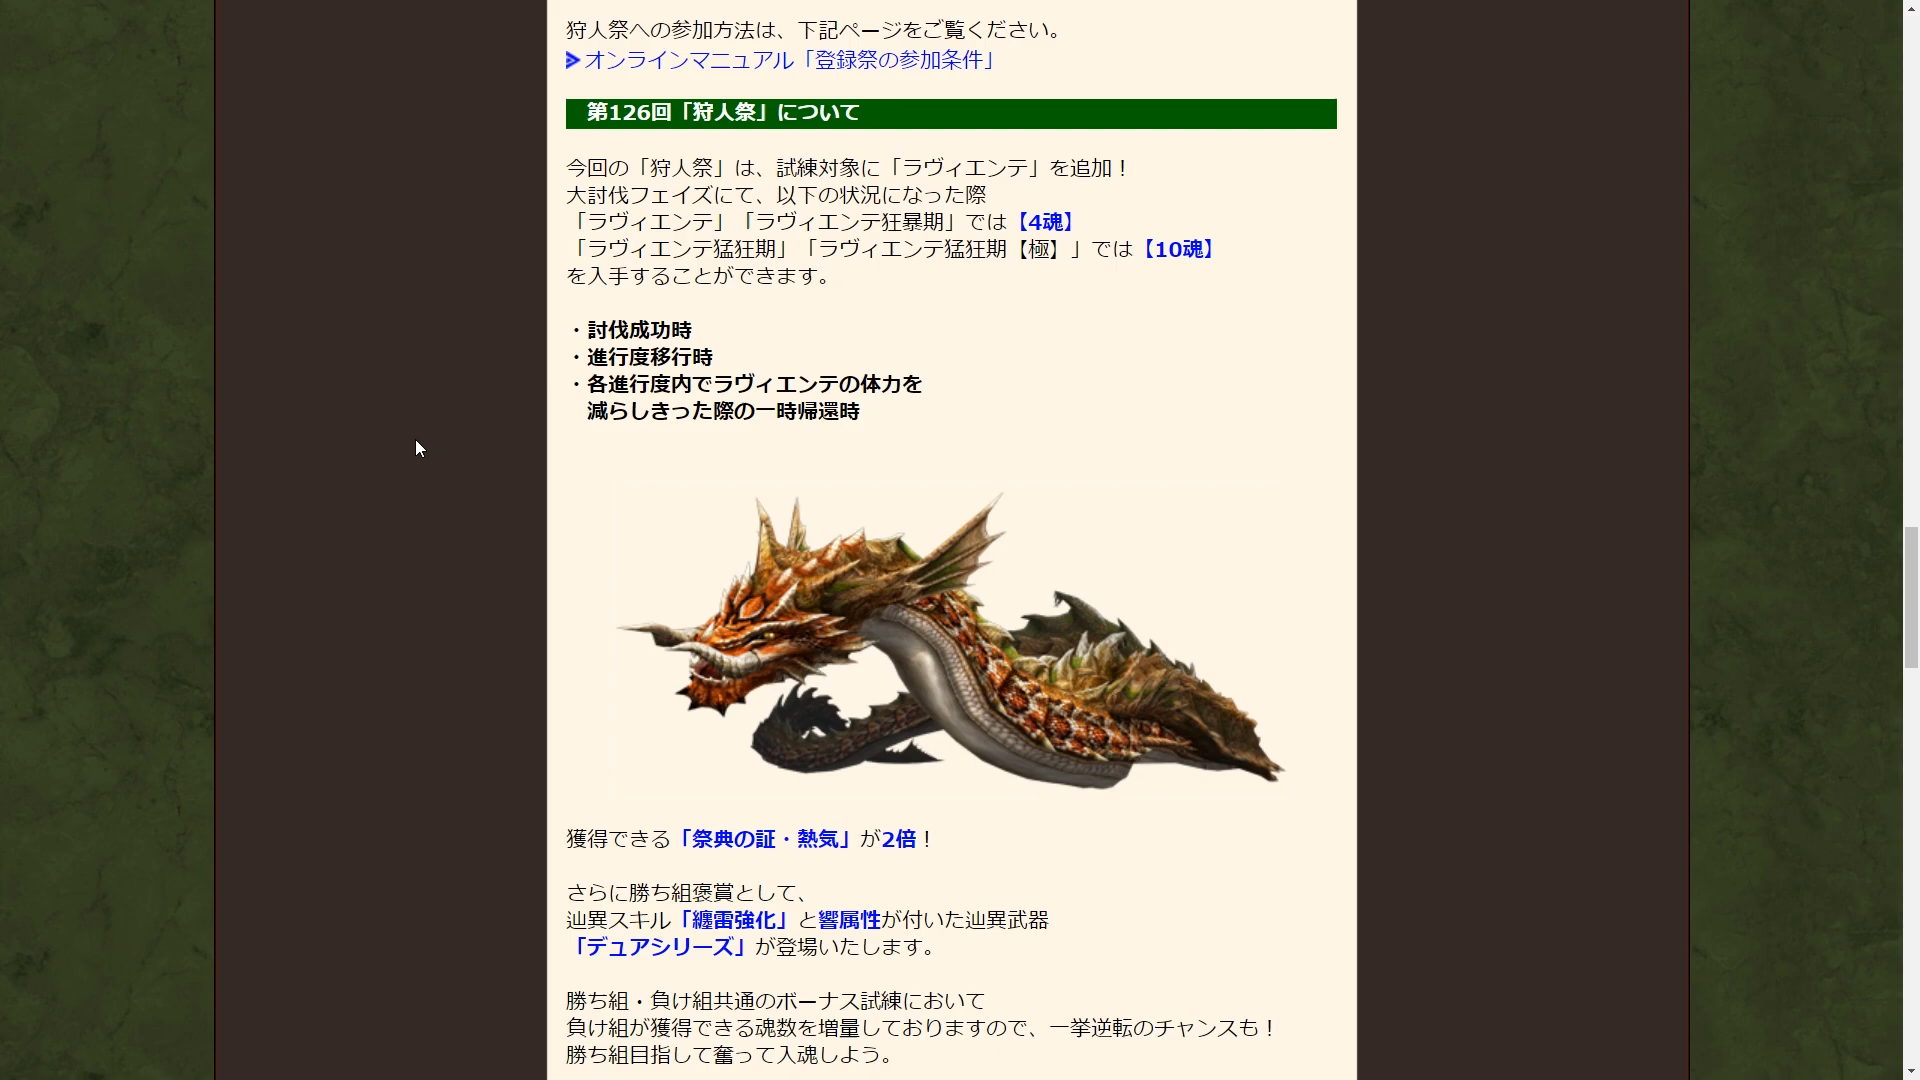 狩人祭への参加方法は、下記ページをご覧ください。
オンラインマニュアル「登録祭の参加条件」
第126回「狩人祭」について
今回の「狩人祭」は、試練対象に「ラヴィエンテ」を追加！
大討伐フェイズにて、以下の状況になった際
「ラヴィエンテ」「ラヴィエンテ狂暴期」では【4魂】
「ラヴィエンテ猛狂期」「ラヴィエンテ猛狂期【極】」では【10魂】
を入手することができます。
・討伐成功時
・進行度移行時
・各進行度内でラヴィエンテの体力を
減らしきった際の一時帰還時
獲得できる「祭典の証・熱気」が2倍！
さらに勝ち組褒賞として、
辿異スキル「纏雷強化」と響属性が付いた辿異武器
「デュアシリーズ」が登場いたします。
勝ち組・負け組共通のボーナス試練において
負け組が獲得できる魂数を増量しておりますので、一挙逆転のチャンスも！
勝ち組目指して奮って入魂しよう。